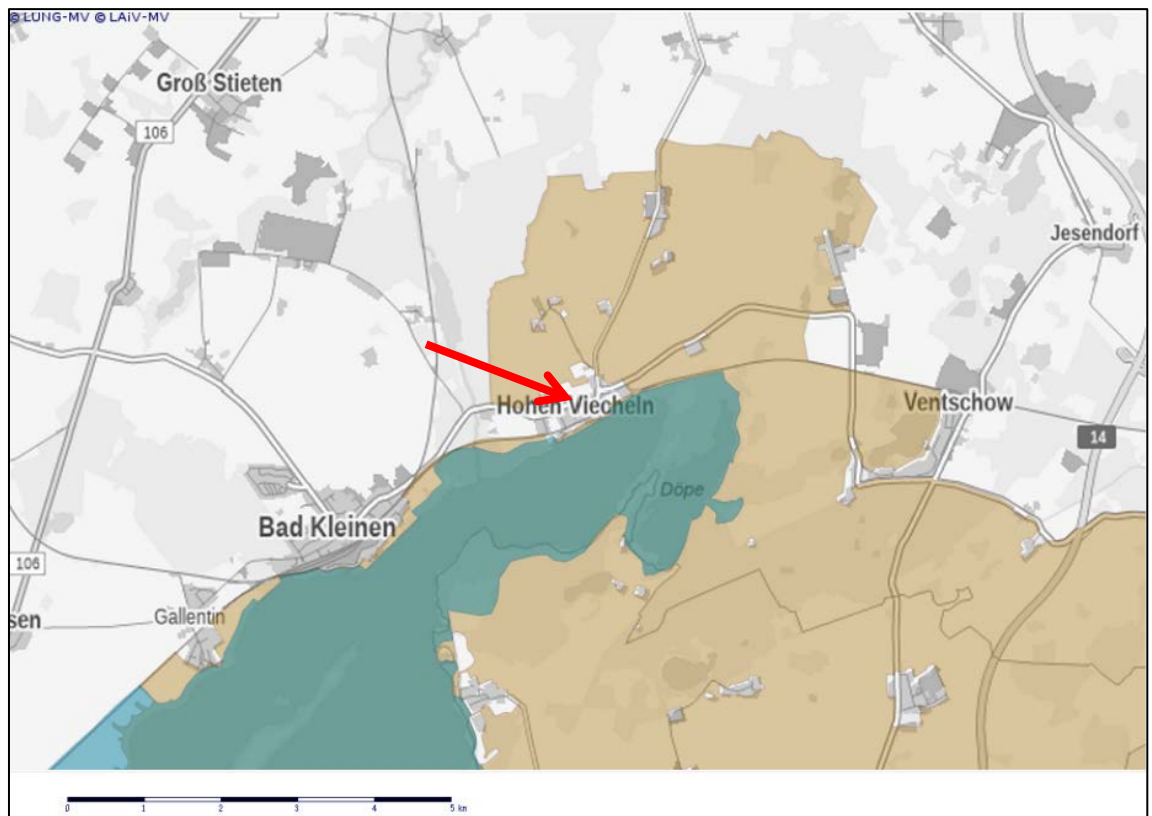 © LUNG-MV © LAiV-MV
Groß Stieten
106
Jesendorf
Hohen Viecheln
Ventschow
14
Döpe
Bad Kleinen
106
sen
Gallentin
0 1 2 3 4 5 km